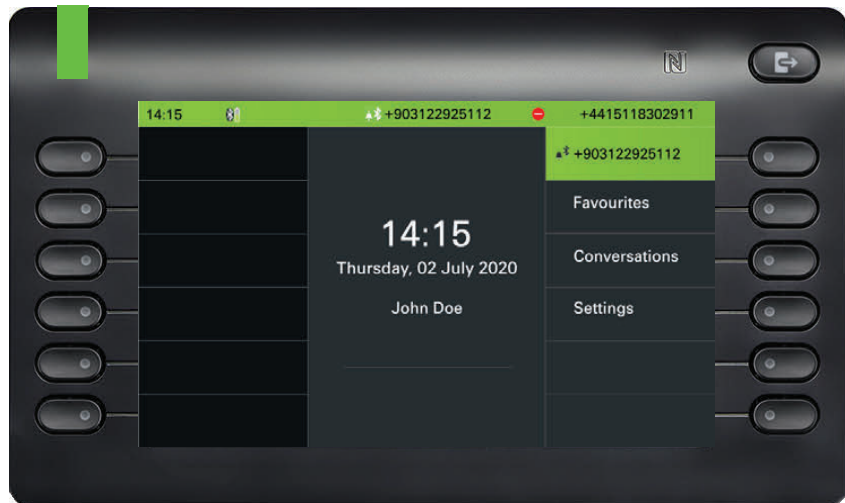 14:15 +903122925112 +4415118302911
+903122925112
Favourites
14:15
Thursday, 02 July 2020
Conversations
John Doe
Settings